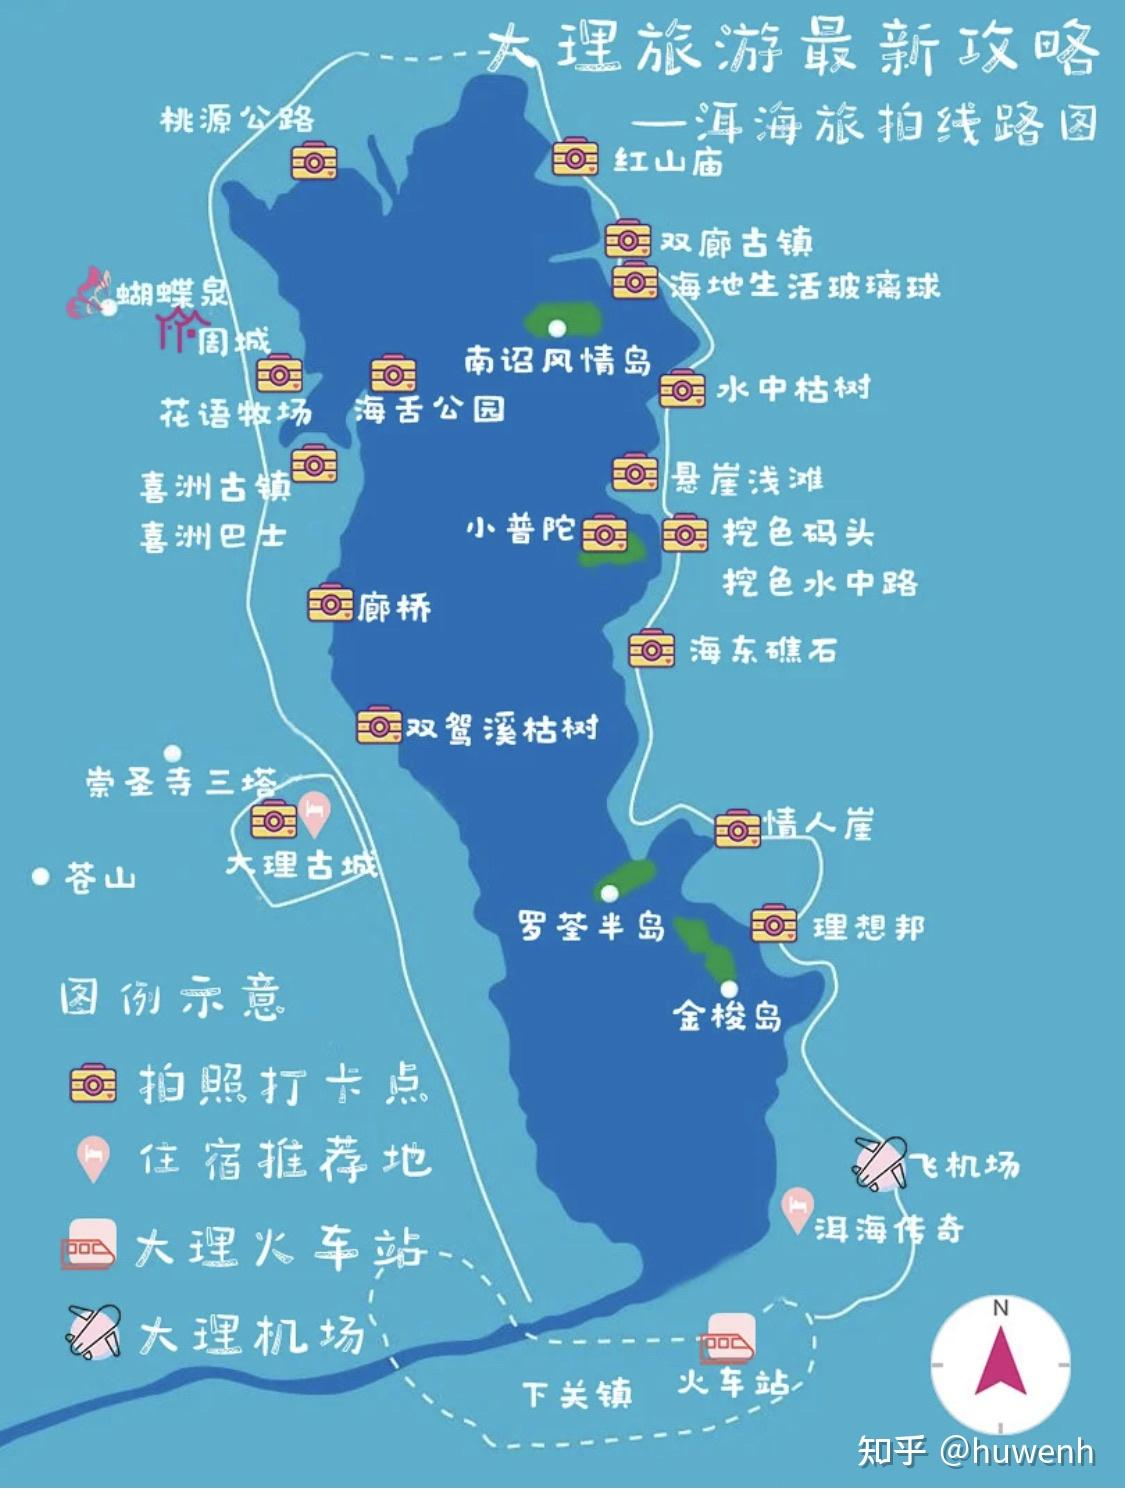 大理旅游最新攻略
—洱海旅拍线路图
桃源公路
红山庙
双廊古镇
海地生活玻璃球
蝴蝶泉
周城
南诏风情岛
水中枯树
花语牧场
海舌公园
悬崖浅滩
喜洲古镇
喜洲巴士
小普陀
挖色码头
挖色水中路
廊桥
海东礁石
双鸳溪枯树
崇圣寺三塔
大理古城
苍山
情人崖
罗荃半岛
理想邦
金梭岛
图例示意
拍照打卡点
住宿推荐地
大理火车站
大理机场
飞机场
洱海传奇
火车站
下关镇
N
知乎 @huwenh